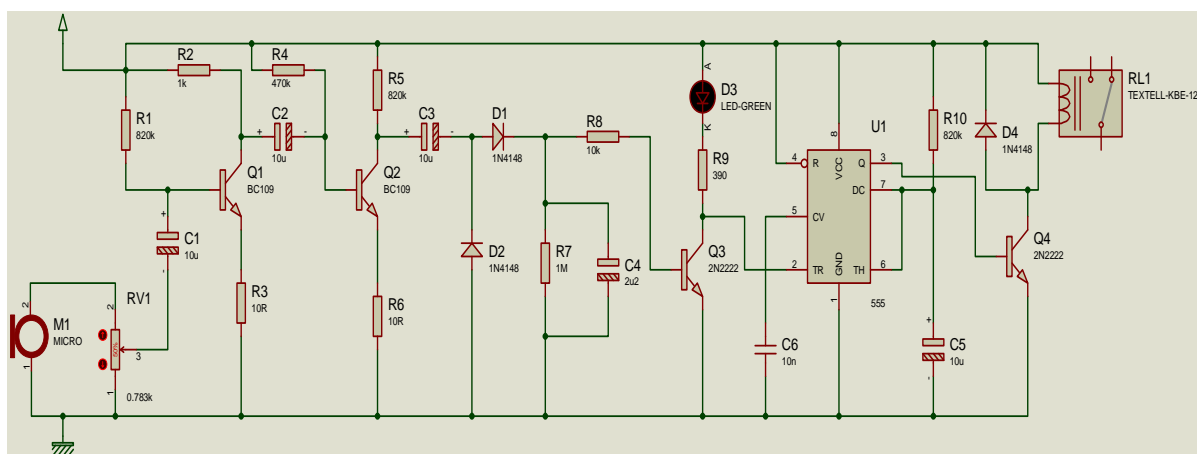 R2
1k
R4
470k
R5
820k
A
D3
LED-GREEN
K
RL1
TEXTELL-KBE-12
R1
820k
C2
+ -
10u
C3
+ -
10u
D1
1N4148
R8
10k
U1
8
VCC
4
R
Q
3
DC
7
5
CV
2
TR
TH
6
GND
1
555
R10
820k
D4
1N4148
Q1
BC109
Q2
BC109
R9
390
Q3
2N2222
Q4
2N2222
+
C1
10u
-
D2
1N4148
R7
1M
C4
2u2
R3
10R
R6
10R
C6
10n
+
C5
10u
-
M1
MICRO
2
1
RV1
2
50%
3
1
0.783k